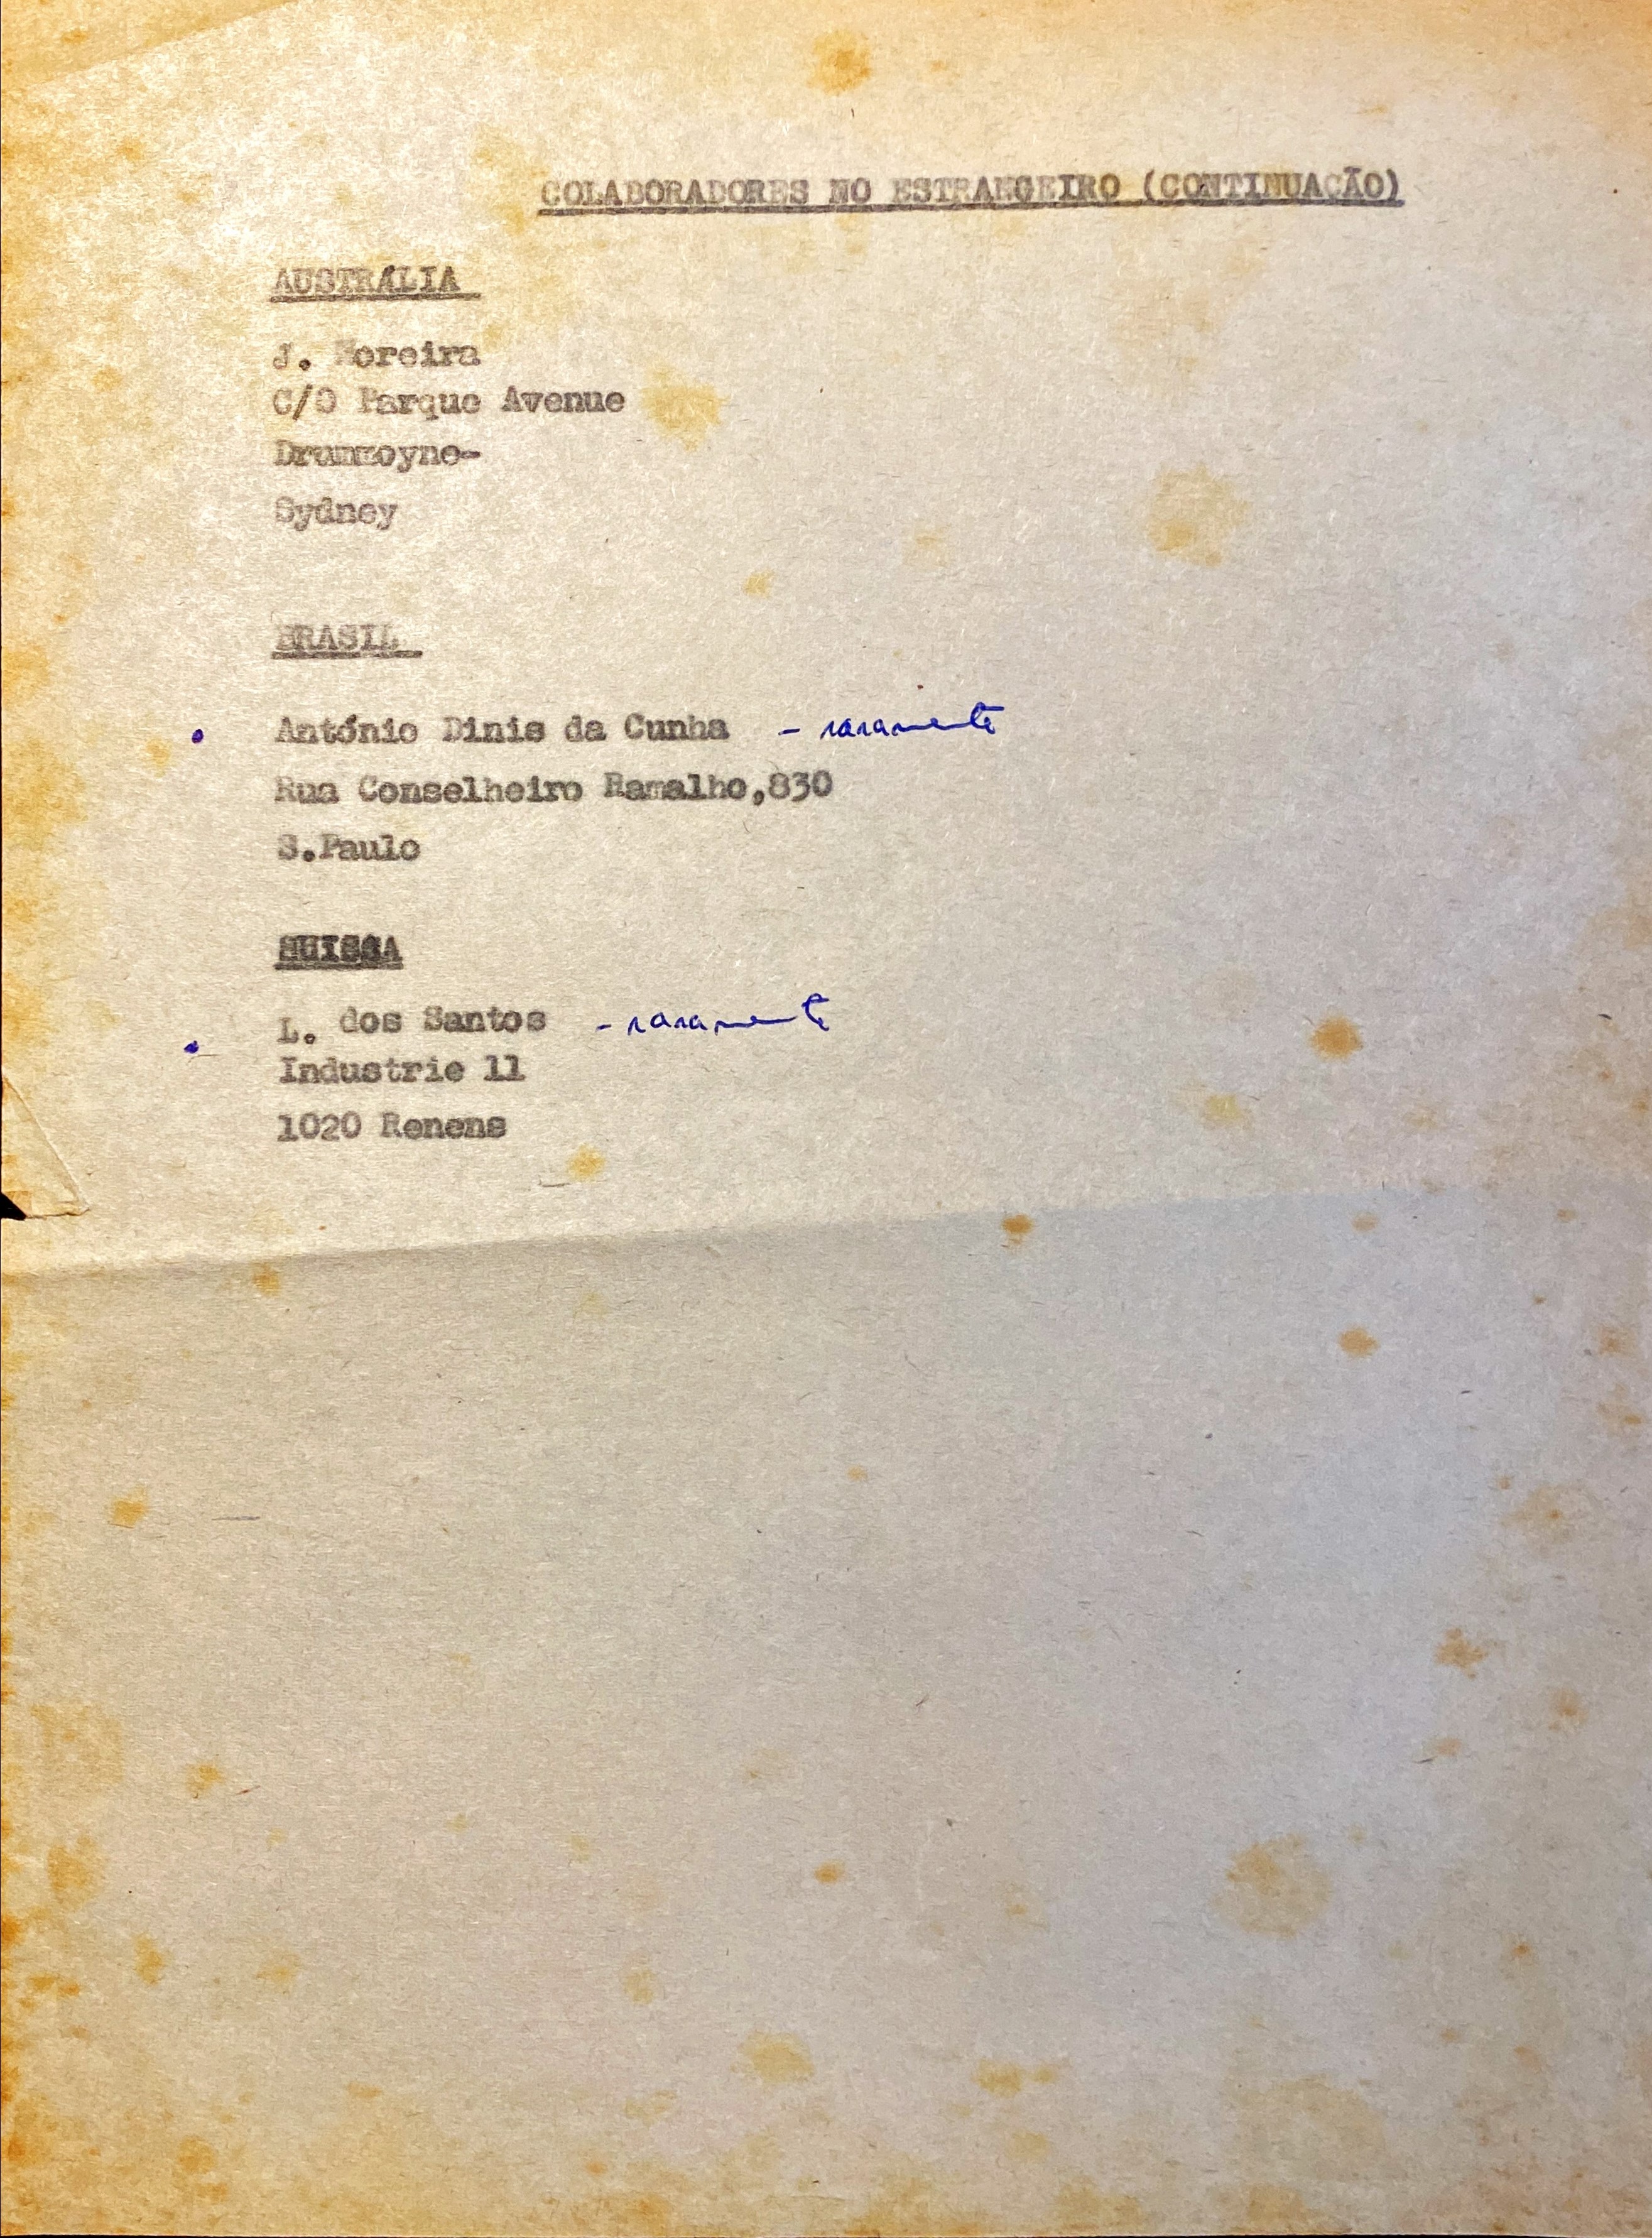 COLABORADORES NO ESTRANGEIRO (CONTINUAÇÃO)
AUSTRÁLIA
J. Moreira
C/O Parque Avenue
Drummoyne-
Sydney
BRASIL
António Dinis da Cunha - raramente
Rua Conselheiro Ramalho,830
S.Paulo
SUISSA
L. dos Santos - raramente
Industrie 11
1020 Renens